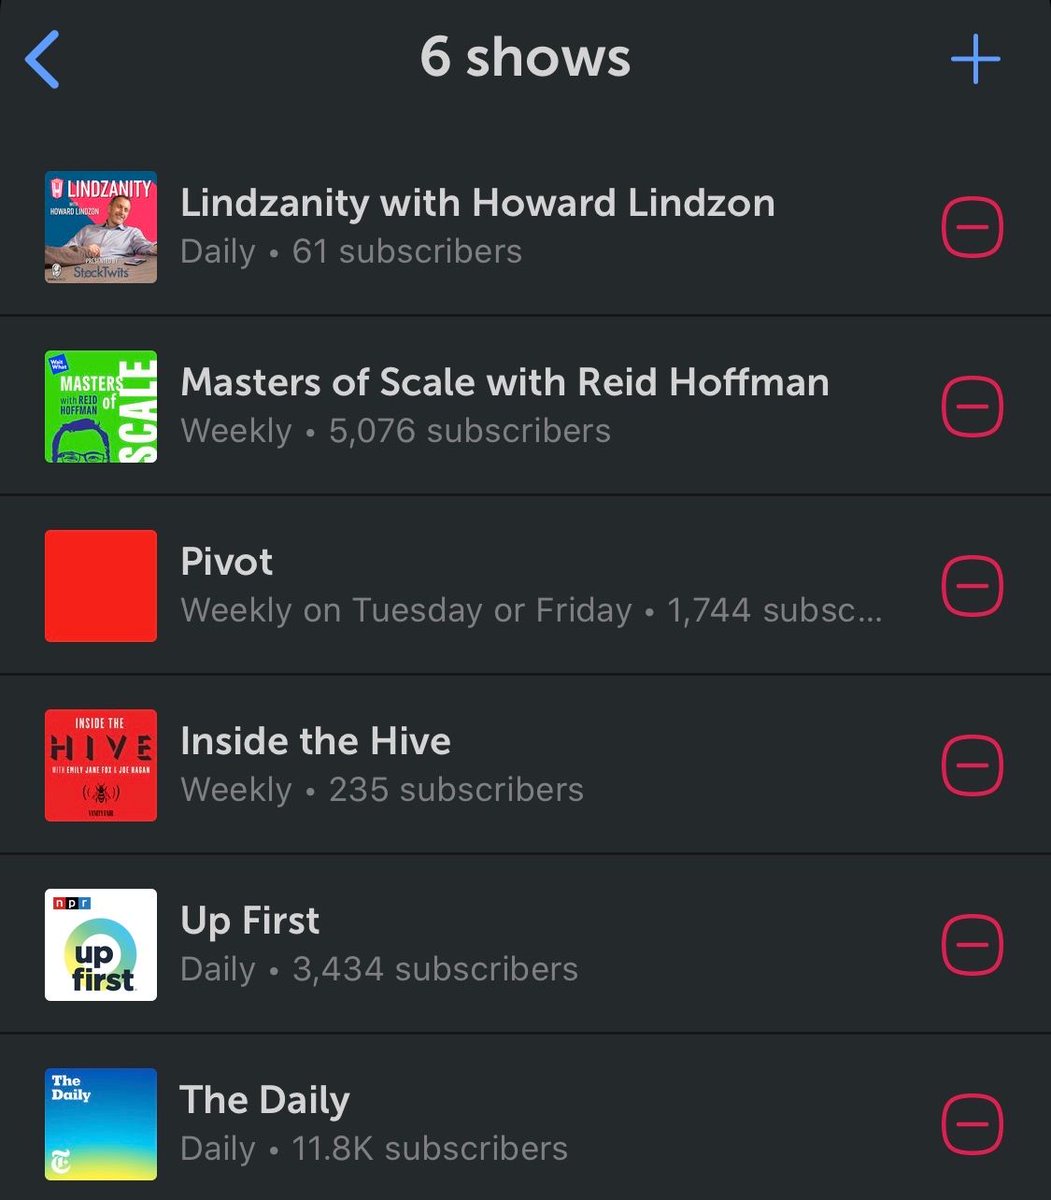 6 shows
LINDZANITY
WITH
HOWARD LINDZON
PRESENTED BY
StockTwits
Lindzanity with Howard Lindzon
Daily • 61 subscribers
Wait
What
MASTERS
with REID
HOFFMAN
of
SCALE
Masters of Scale with Reid Hoffman
Weekly • 5,076 subscribers
Pivot
Weekly on Tuesday or Friday • 1,744 subsc...
INSIDE THE
HIVE
WITH EMILY JANE FOX & JOE HAGAN
VANITY FAIR
Inside the Hive
Weekly • 235 subscribers
npr
up
first
Up First
Daily • 3,434 subscribers
The
Daily
T
The Daily
Daily • 11.8K subscribers